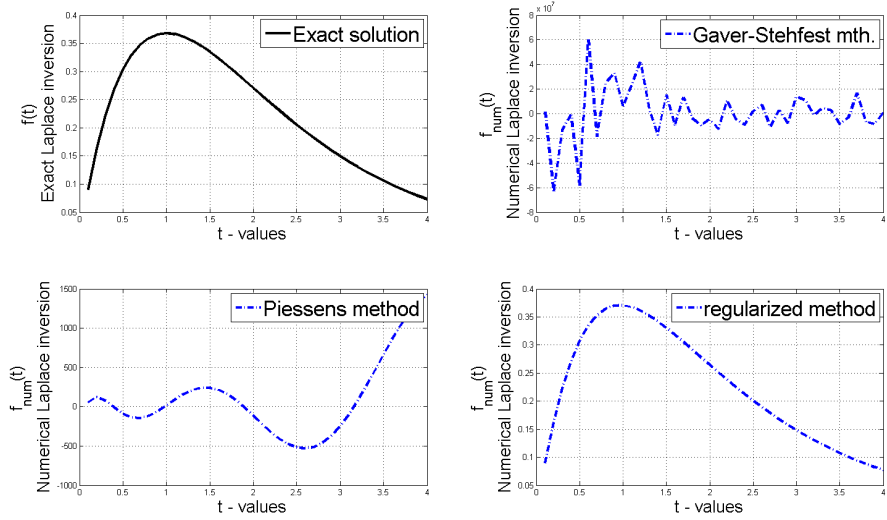 Exact solution
0.4
0.35
0.3
0.25
0.2
0.15
0.1
0.05
0 0.5 1 1.5 2 2.5 3 3.5 4
t - values
f(t)
Exact Laplace inversion
x 10^7
Gaver-Stehfest mth.
8
6
4
2
0
-2
-4
-6
-8
0 0.5 1 1.5 2 2.5 3 3.5 4
t - values
f_num(t)
Numerical Laplace inversion
Piessens method
1500
1000
500
0
-500
-1000
0 0.5 1 1.5 2 2.5 3 3.5 4
t - values
f_num(t)
Numerical Laplace inversion
regularized method
0.4
0.35
0.3
0.25
0.2
0.15
0.1
0.05
0 0.5 1 1.5 2 2.5 3 3.5 4
t - values
f_num(t)
Numerical Laplace inversion